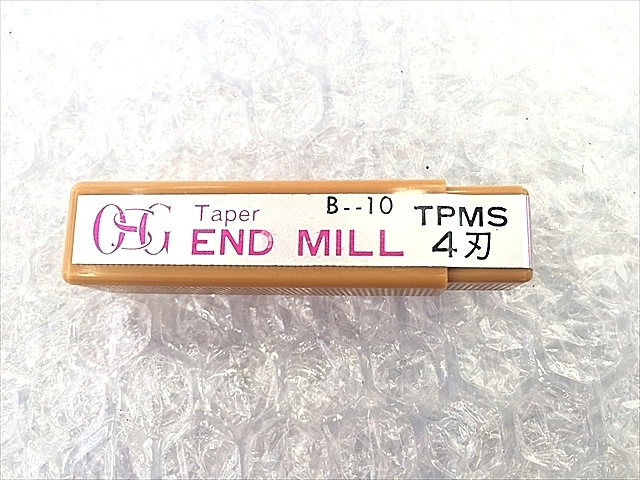 OSG Taper B--10 TPMS
END MILL 4刃